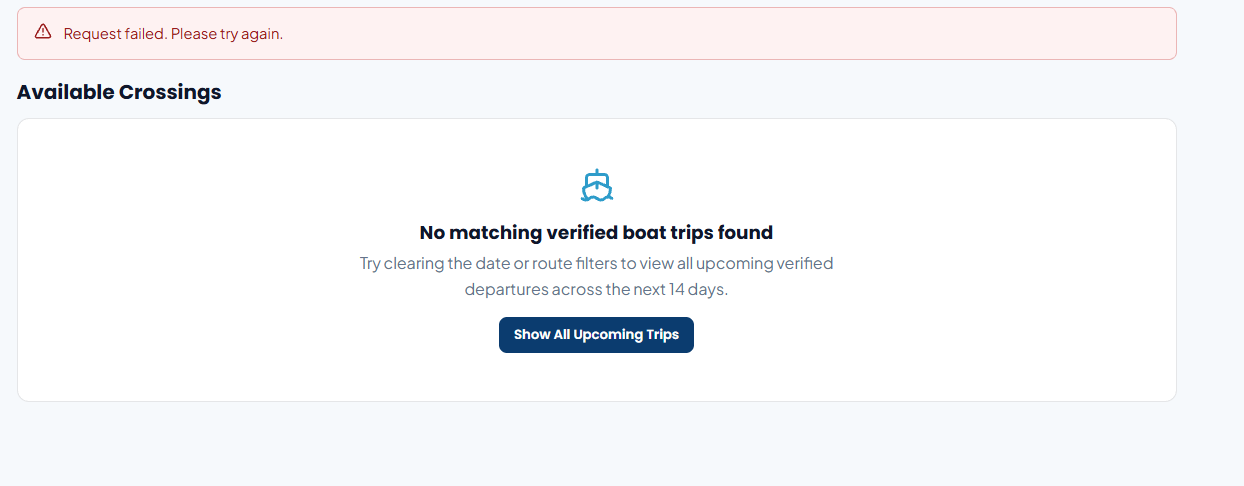 Request failed. Please try again.
Available Crossings
No matching verified boat trips found
Try clearing the date or route filters to view all upcoming verified
departures across the next 14 days.
Show All Upcoming Trips